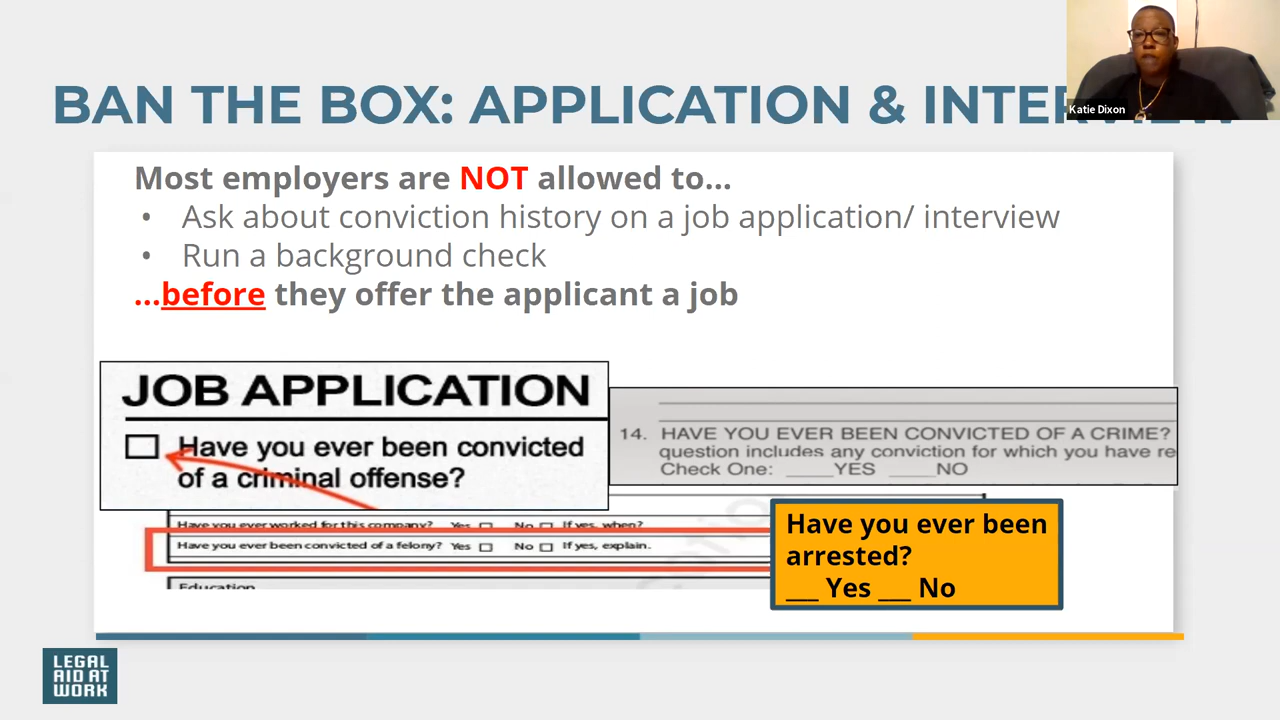 Katie Dixon
BAN THE BOX: APPLICATION & INTERVIEW
Most employers are NOT allowed to...
• Ask about conviction history on a job application/ interview
• Run a background check
...before they offer the applicant a job
JOB APPLICATION
Have you ever been convicted
of a criminal offense?
14. HAVE YOU EVER BEEN CONVICTED OF A CRIME?
question includes any conviction for which you have re
Check One: ____YES ____NO
Have you ever worked for this company? Yes No If yes, when?
Have you ever been convicted of a felony? Yes No If yes, explain.
Education
Have you ever been
arrested?
___ Yes ___ No
LEGAL
AID AT
WORK